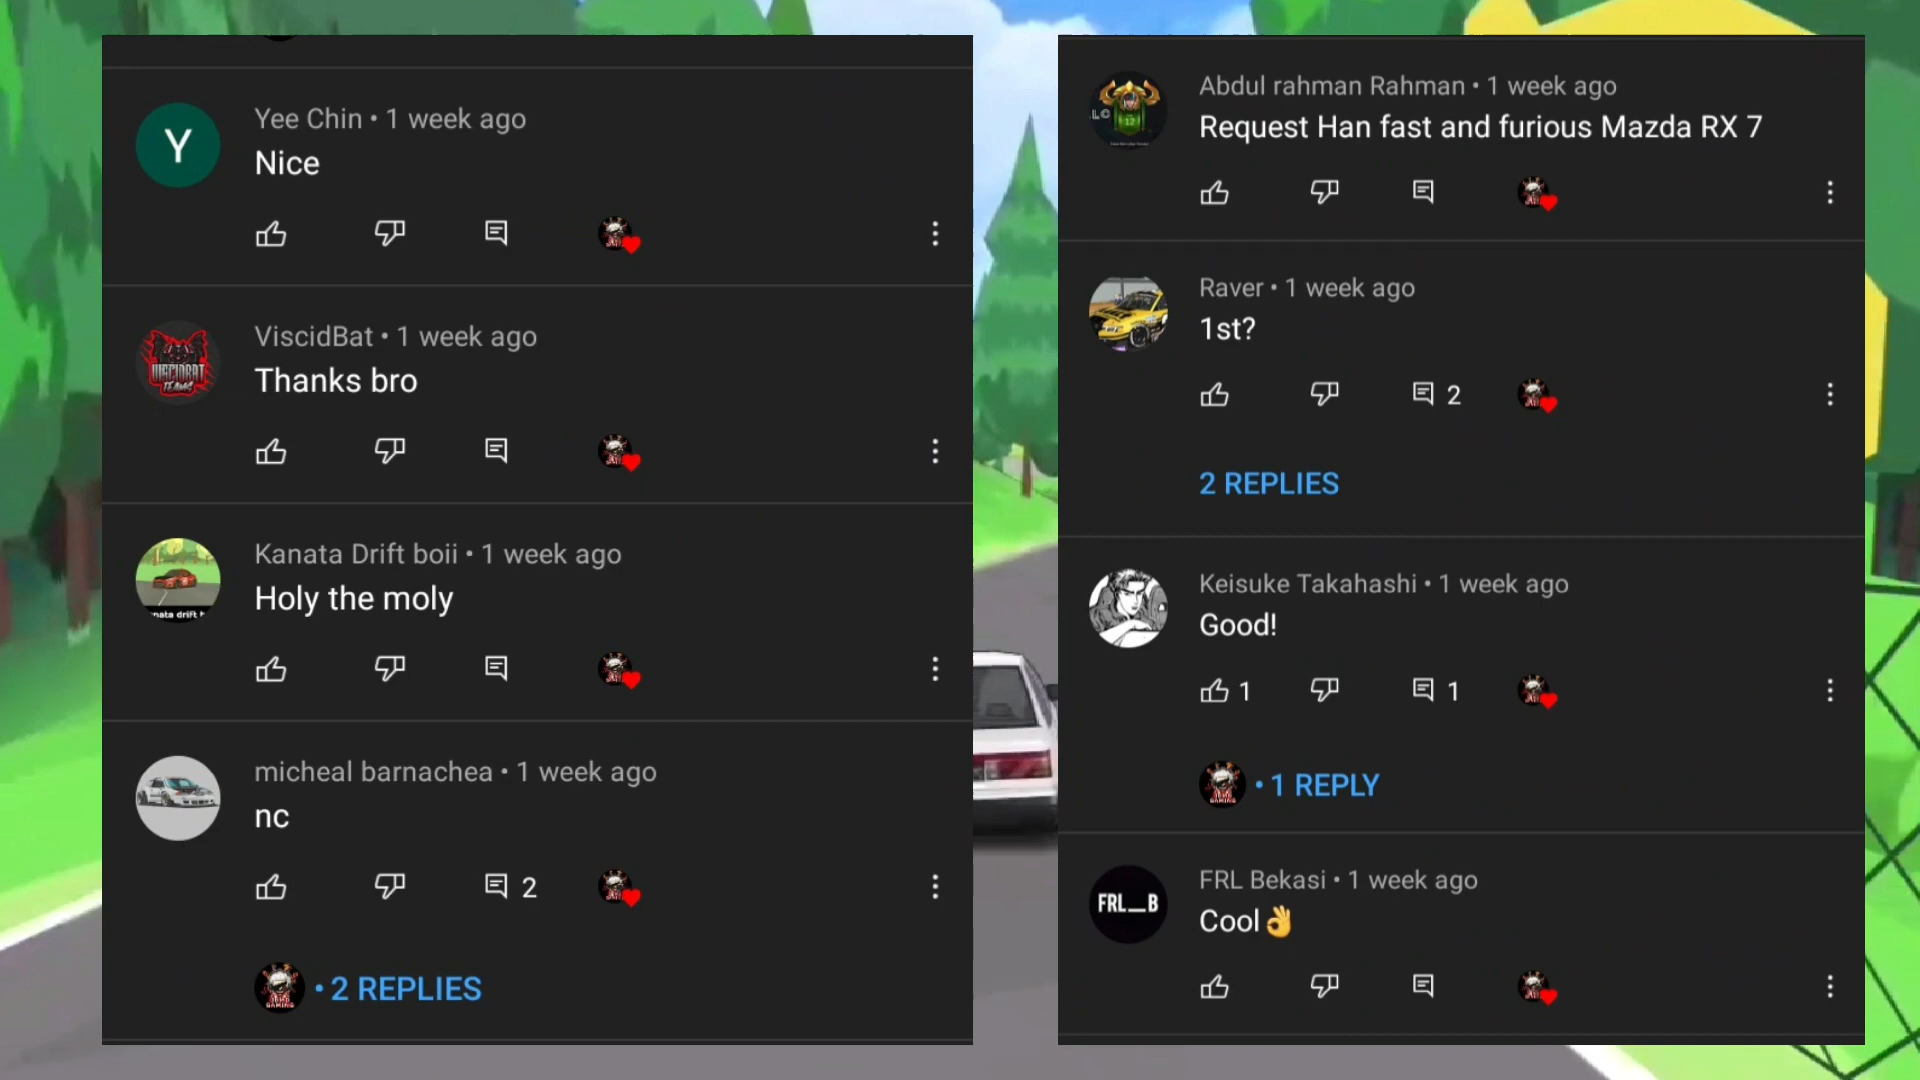 Yee Chin • 1 week ago
Nice
ViscidBat • 1 week ago
Thanks bro
Kanata Drift boii • 1 week ago
Holy the moly
micheal barnachea • 1 week ago
nc
2
• 2 REPLIES
Abdul rahman Rahman • 1 week ago
Request Han fast and furious Mazda RX 7
Raver • 1 week ago
1st?
2
2 REPLIES
Keisuke Takahashi • 1 week ago
Good!
1 1
• 1 REPLY
FRL__B
FRL Bekasi • 1 week ago
Cool👌